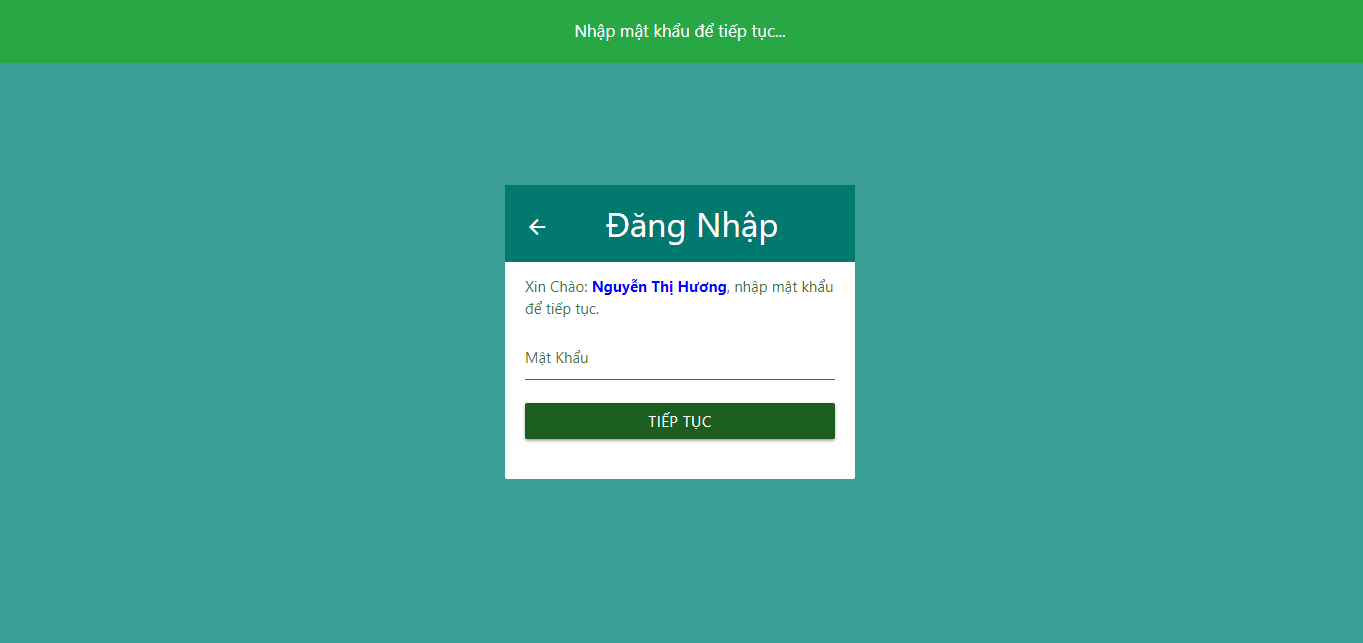 Nhập mật khẩu để tiếp tục...
Đăng Nhập
Xin Chào: Nguyễn Thị Hương, nhập mật khẩu
để tiếp tục.
Mật Khẩu
TIẾP TỤC